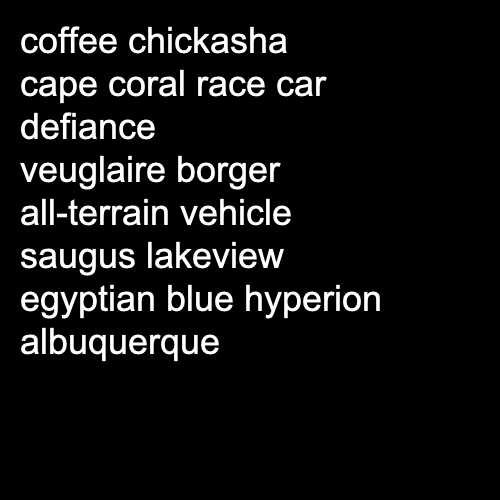 coffee chickasha
cape coral race car
defiance
veuglaire borger
all-terrain vehicle
saugus lakeview
egyptian blue hyperion
albuquerque